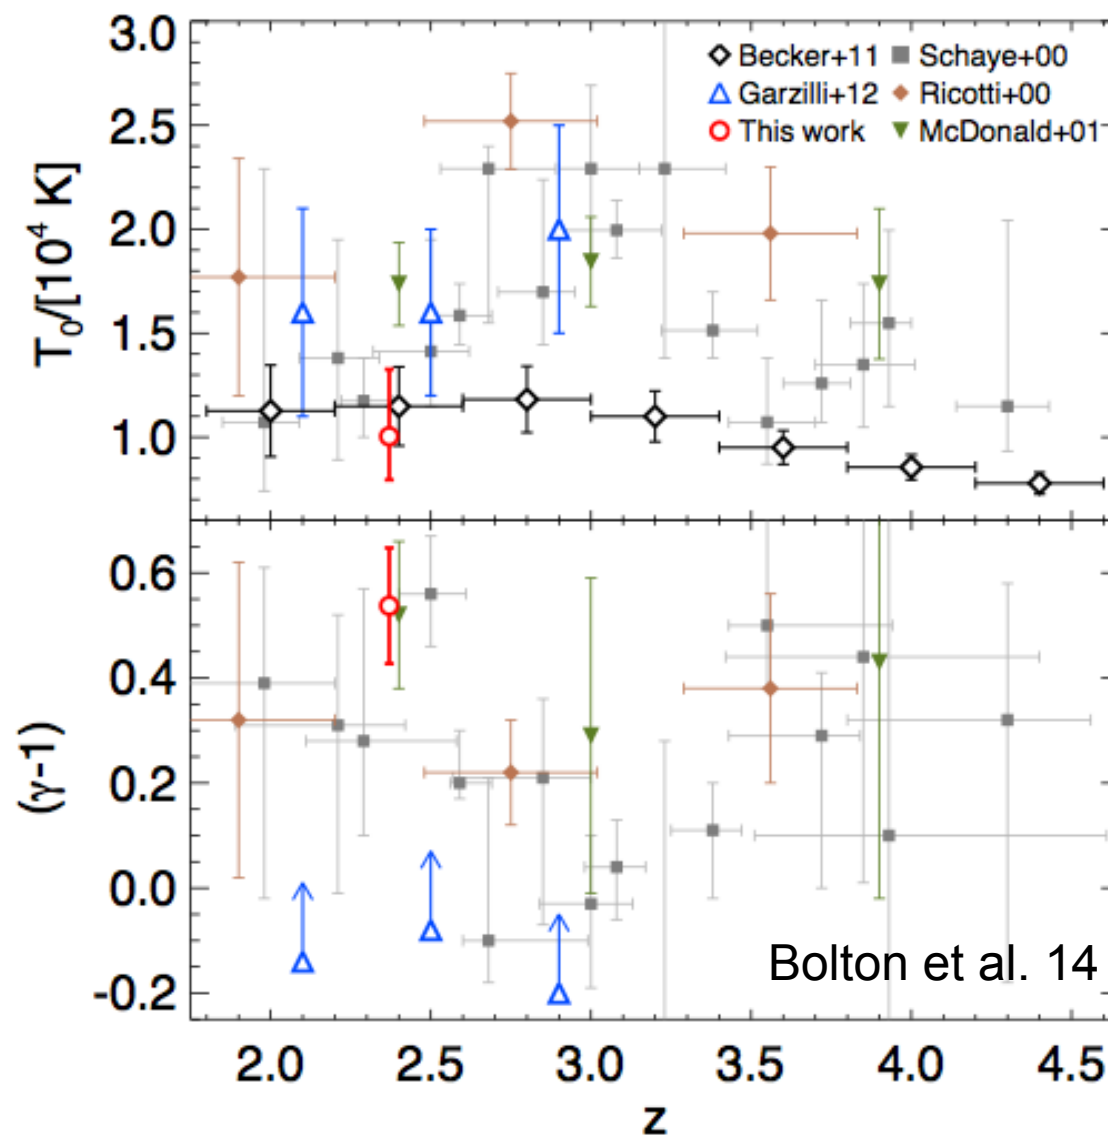 3.0
2.5
2.0
1.5
1.0
T₀/[10⁴ K]
Becker+11 Schaye+00
Garzilli+12 Ricotti+00
This work McDonald+01
0.6
0.4
0.2
0.0
-0.2
(γ-1)
Bolton et al. 14
2.0 2.5 3.0 3.5 4.0 4.5
z